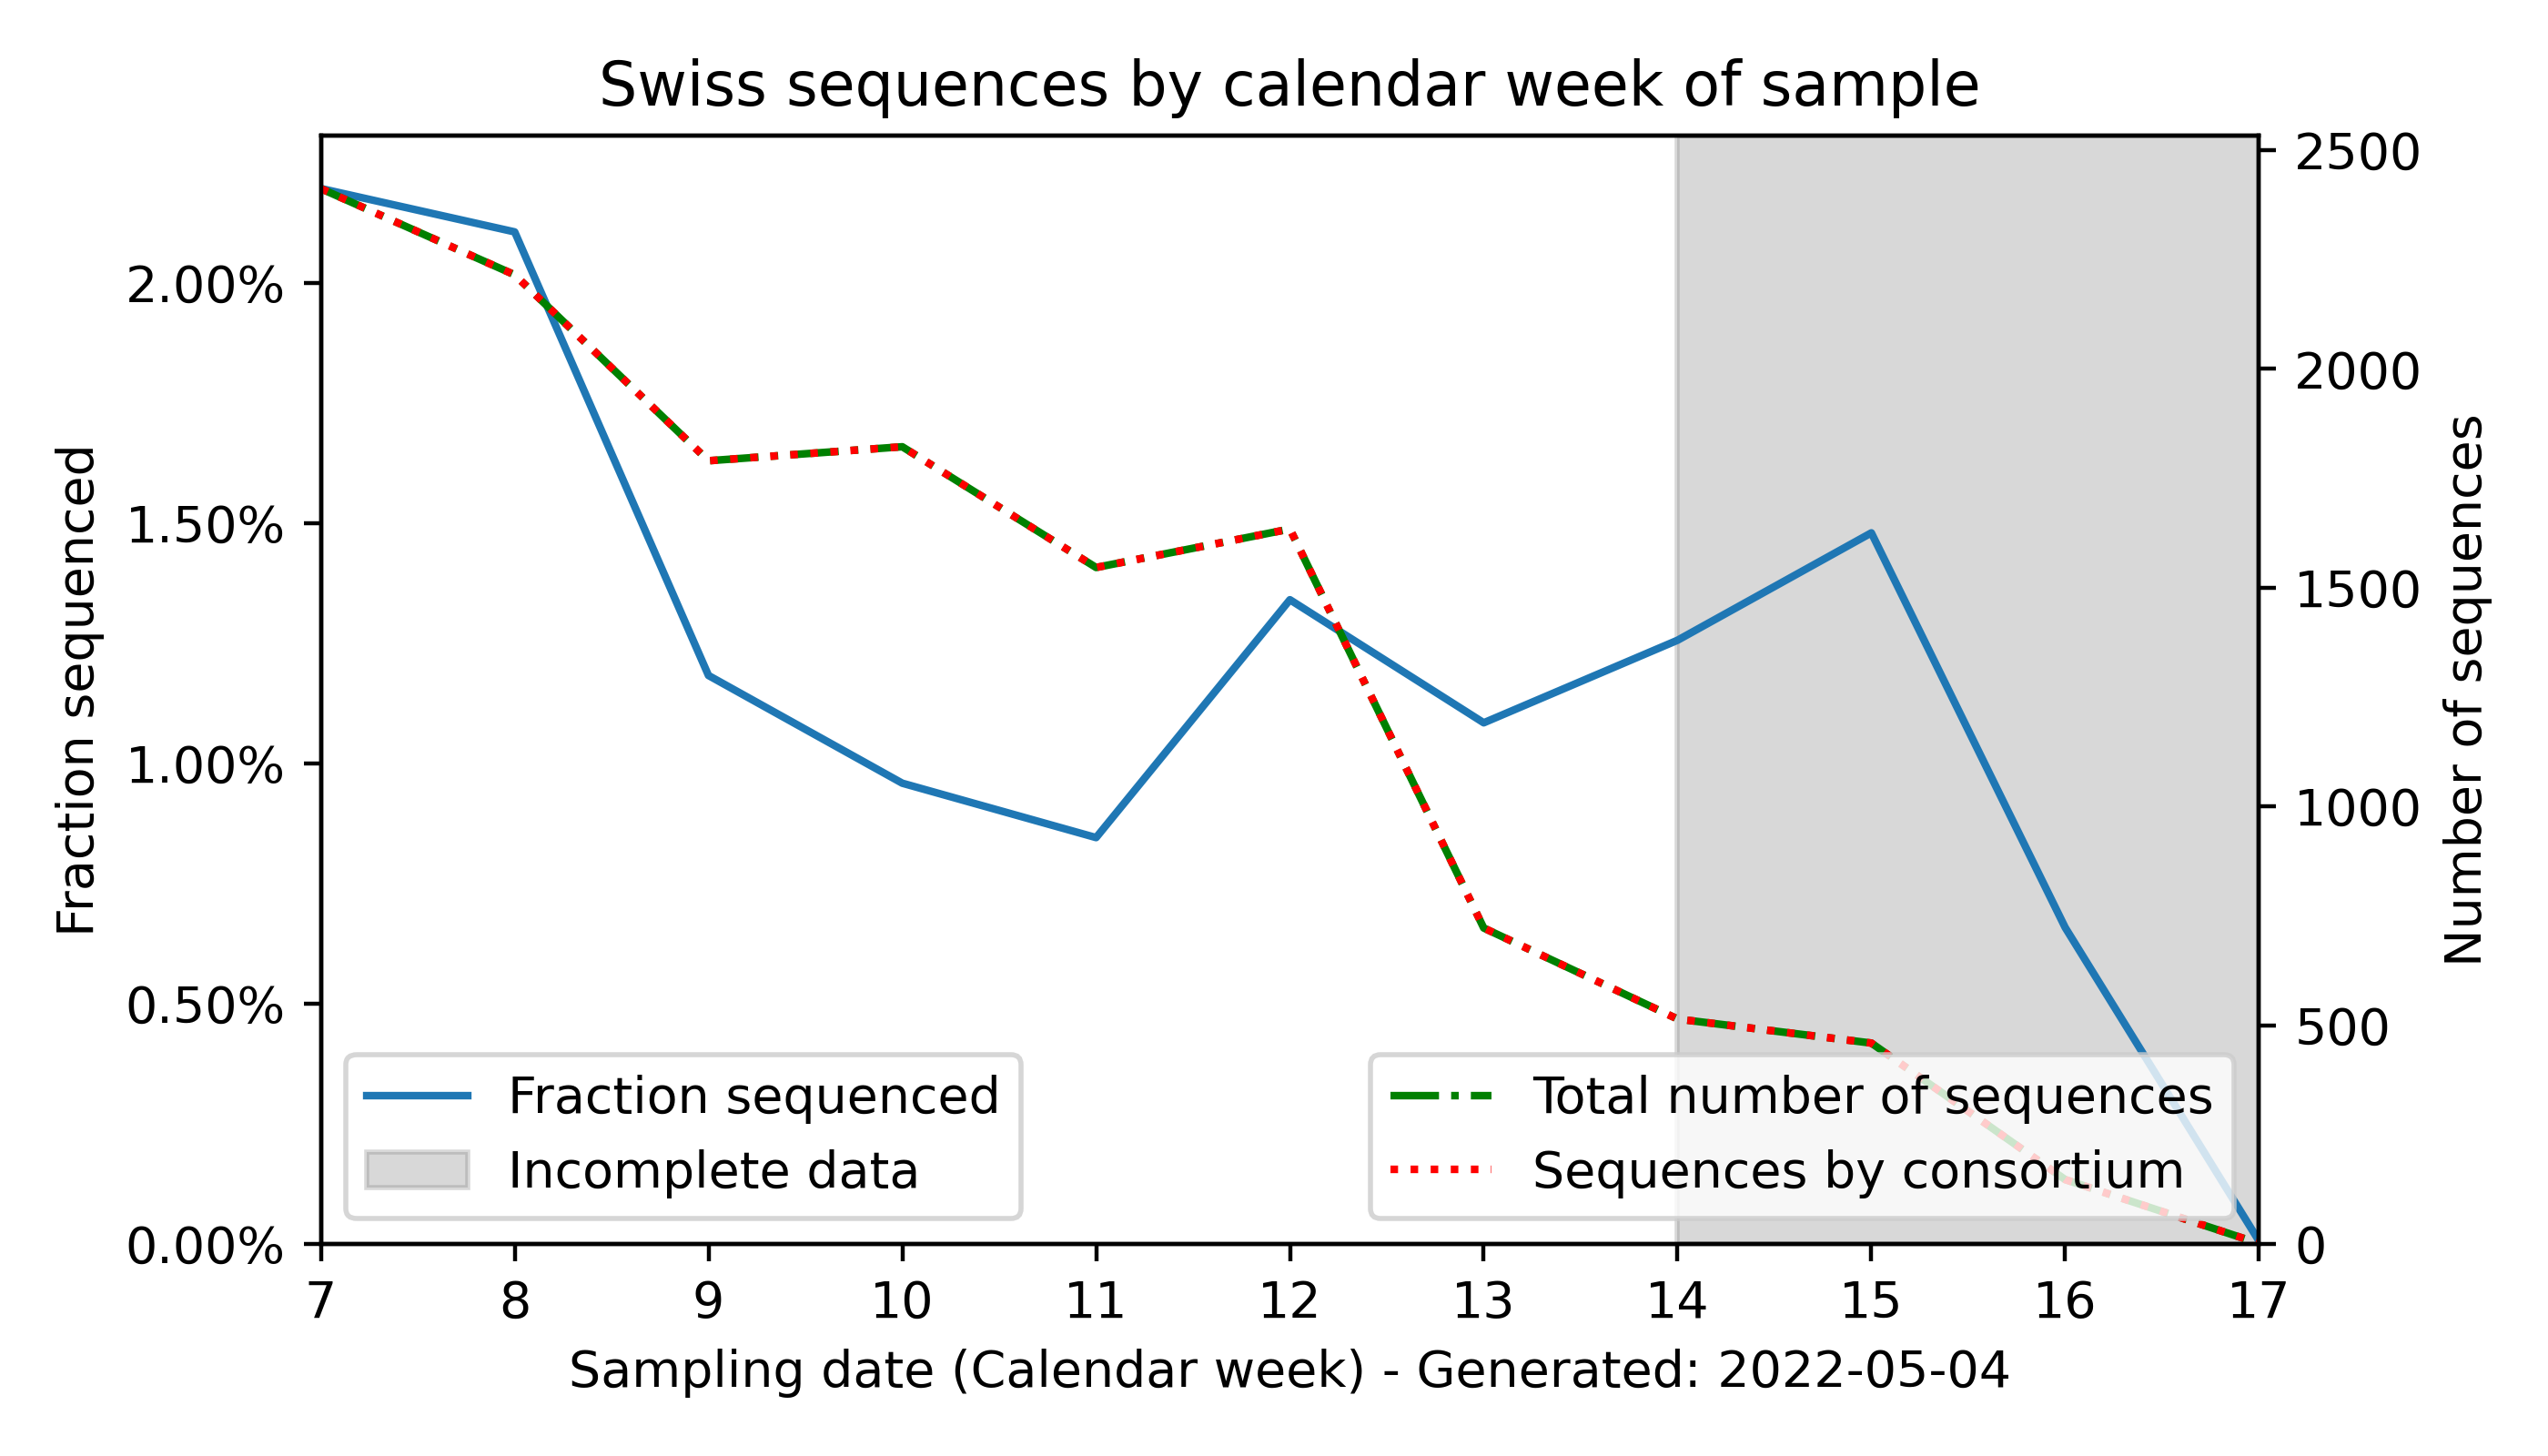 Swiss sequences by calendar week of sample
Fraction sequenced
2.00%
1.50%
1.00%
0.50%
0.00%
2500
2000
1500
1000
500
0
Number of sequences
Fraction sequenced
Incomplete data
Total number of sequences
Sequences by consortium
7 8 9 10 11 12 13 14 15 16 17
Sampling date (Calendar week) - Generated: 2022-05-04